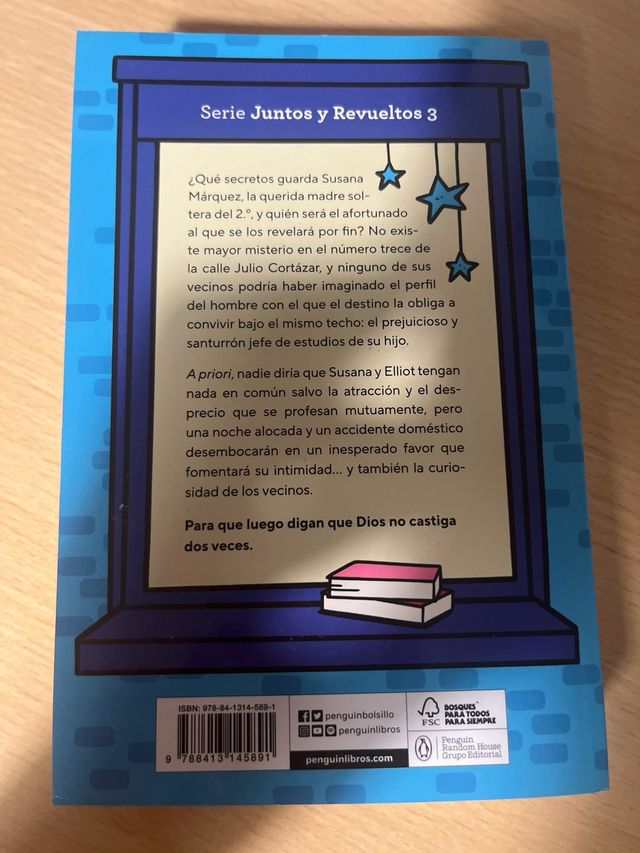 Serie Juntos y Revueltos 3
¿Qué secretos guarda Susana
Márquez, la querida madre sol-
tera del 2.º, y quién será el afortunado
al que se los revelará por fin? No exis-
te mayor misterio en el número trece de
la calle Julio Cortázar, y ninguno de sus
vecinos podría haber imaginado el perfil
del hombre con el que el destino la obliga a
convivir bajo el mismo techo: el prejuicioso y
santurrón jefe de estudios de su hijo.
A priori, nadie diría que Susana y Elliot tengan
nada en común salvo la atracción y el des-
precio que se profesan mutuamente, pero
una noche alocada y un accidente doméstico
desembocarán en un inesperado favor que
fomentará su intimidad... y también la curio-
sidad de los vecinos.
Para que luego digan que Dios no castiga
dos veces.
ISBN: 978-84-1314-589-1
9 788413 145891
penguinbolsillo
penguinlibros
penguinlibros.com
FSC
BOSQUES
PARA TODOS
PARA SIEMPRE
Penguin
Random House
Grupo Editorial